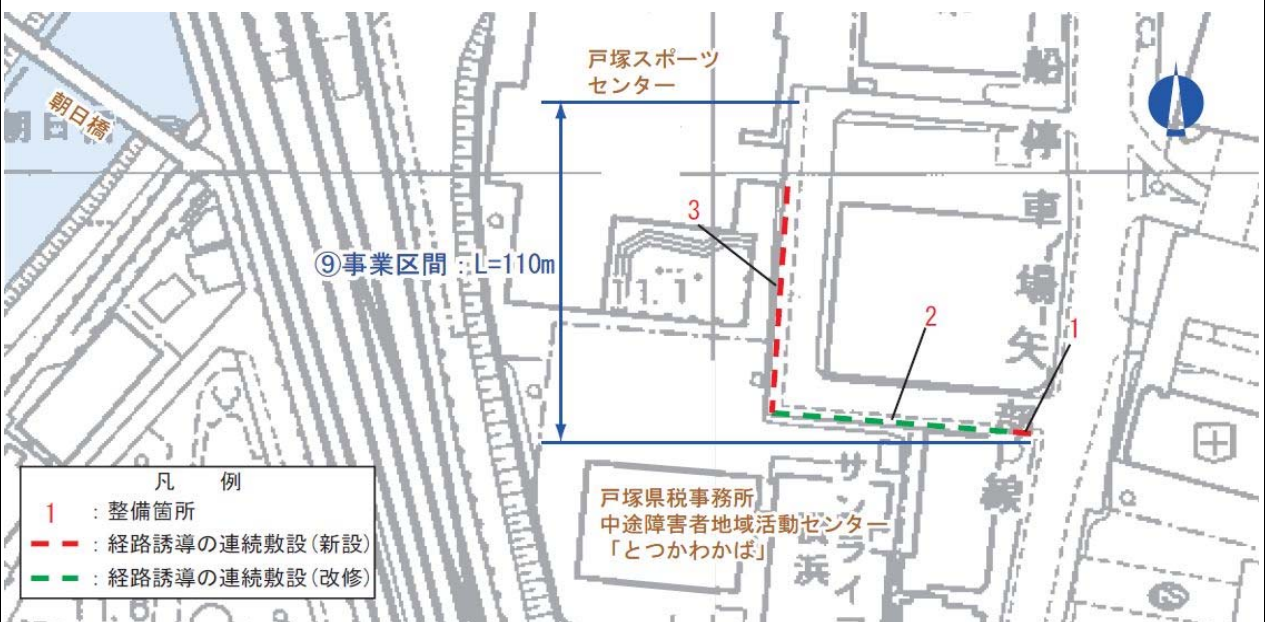 戸塚スポーツ
センター
朝日橋
船停車場矢部線
3
⑨事業区間：L=110m
2
1
戸塚県税事務所
中途障害者地域活動センター
「とつかわかば」
サンライ
横浜
凡　例
1 ：整備箇所
：経路誘導の連続敷設(新設)
：経路誘導の連続敷設(改修)
11.6